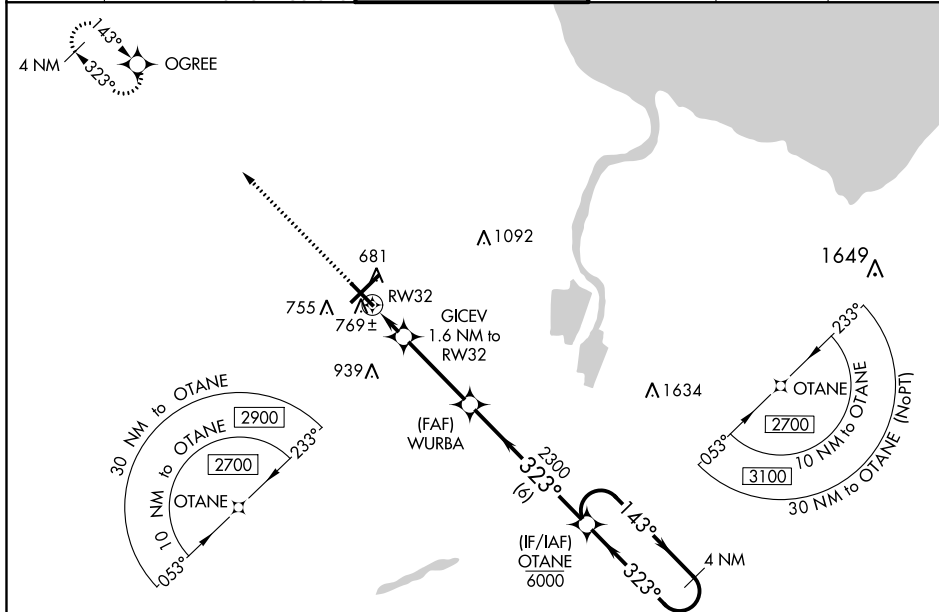 143°
4 NM
323°
OGREE
1092
681
RW32
755
769±
GICEV
1.6 NM to
RW32
939
1649
233°
OTANE
10 NM to OTANE
2700
053°
3100
30 NM to OTANE (NoPT)
1634
30 NM to OTANE
2900
10 NM to OTANE
233°
2700
OTANE
053°
(FAF)
WURBA
2300
323°
(6)
(IF/IAF)
OTANE
6000
143°
323°
4 NM